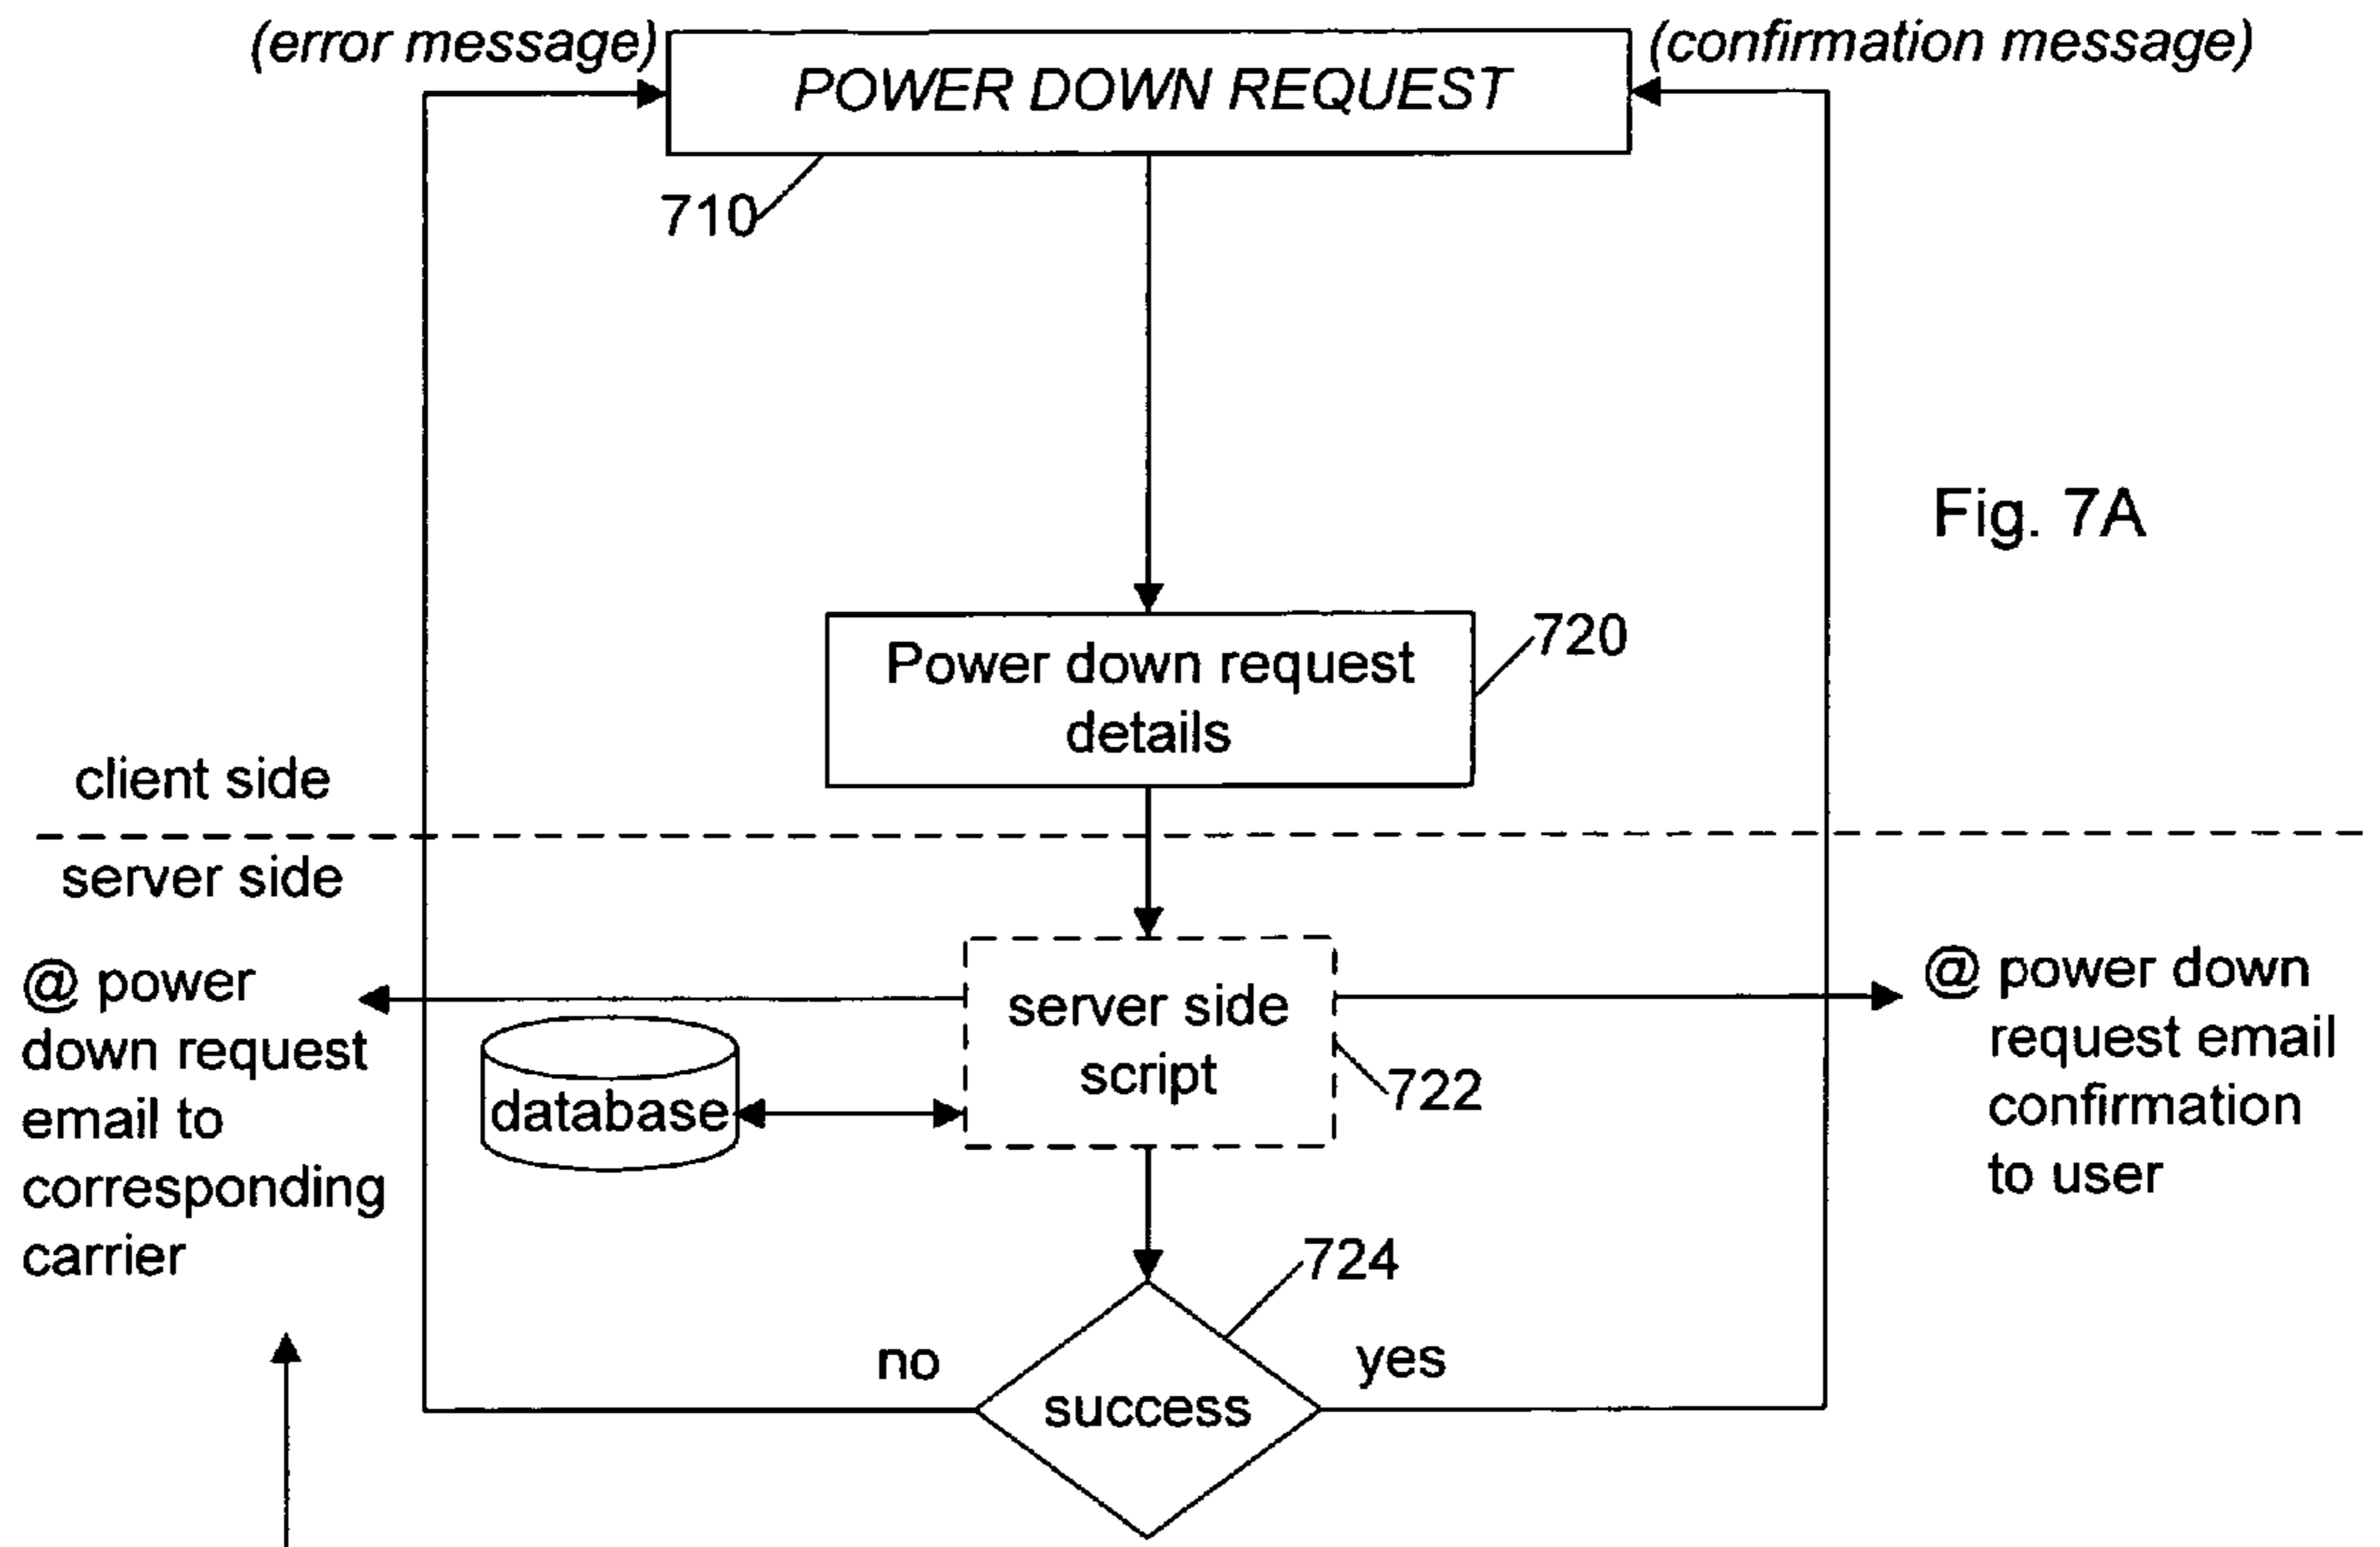 (error message)
POWER DOWN REQUEST
(confirmation message)
710
Fig. 7A
Power down request
details
720
client side
server side
@ power
down request
email to
corresponding
carrier
server side
script
722
database
@ power down
request email
confirmation
to user
724
no
yes
success